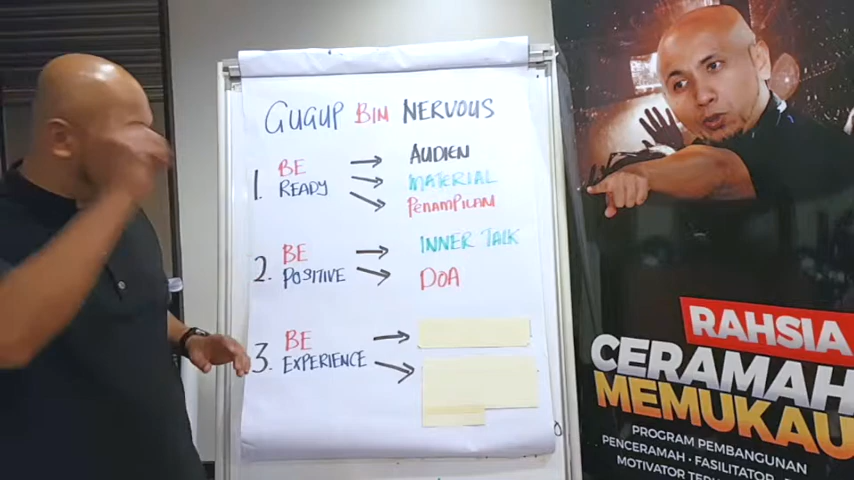 GUGUP BIN NERVOUS
1. BE READY → AUDIEN
→ MATERIAL
→ PENAMPILAN
2. BE POSITIVE → INNER TALK
→ DOA
3. BE EXPERIENCE →
→
RAHSIA
CERAMAH
MEMUKAU
PROGRAM PEMBANGUNAN
PENCERAMAH • FASILITATOR
MOTIVATOR